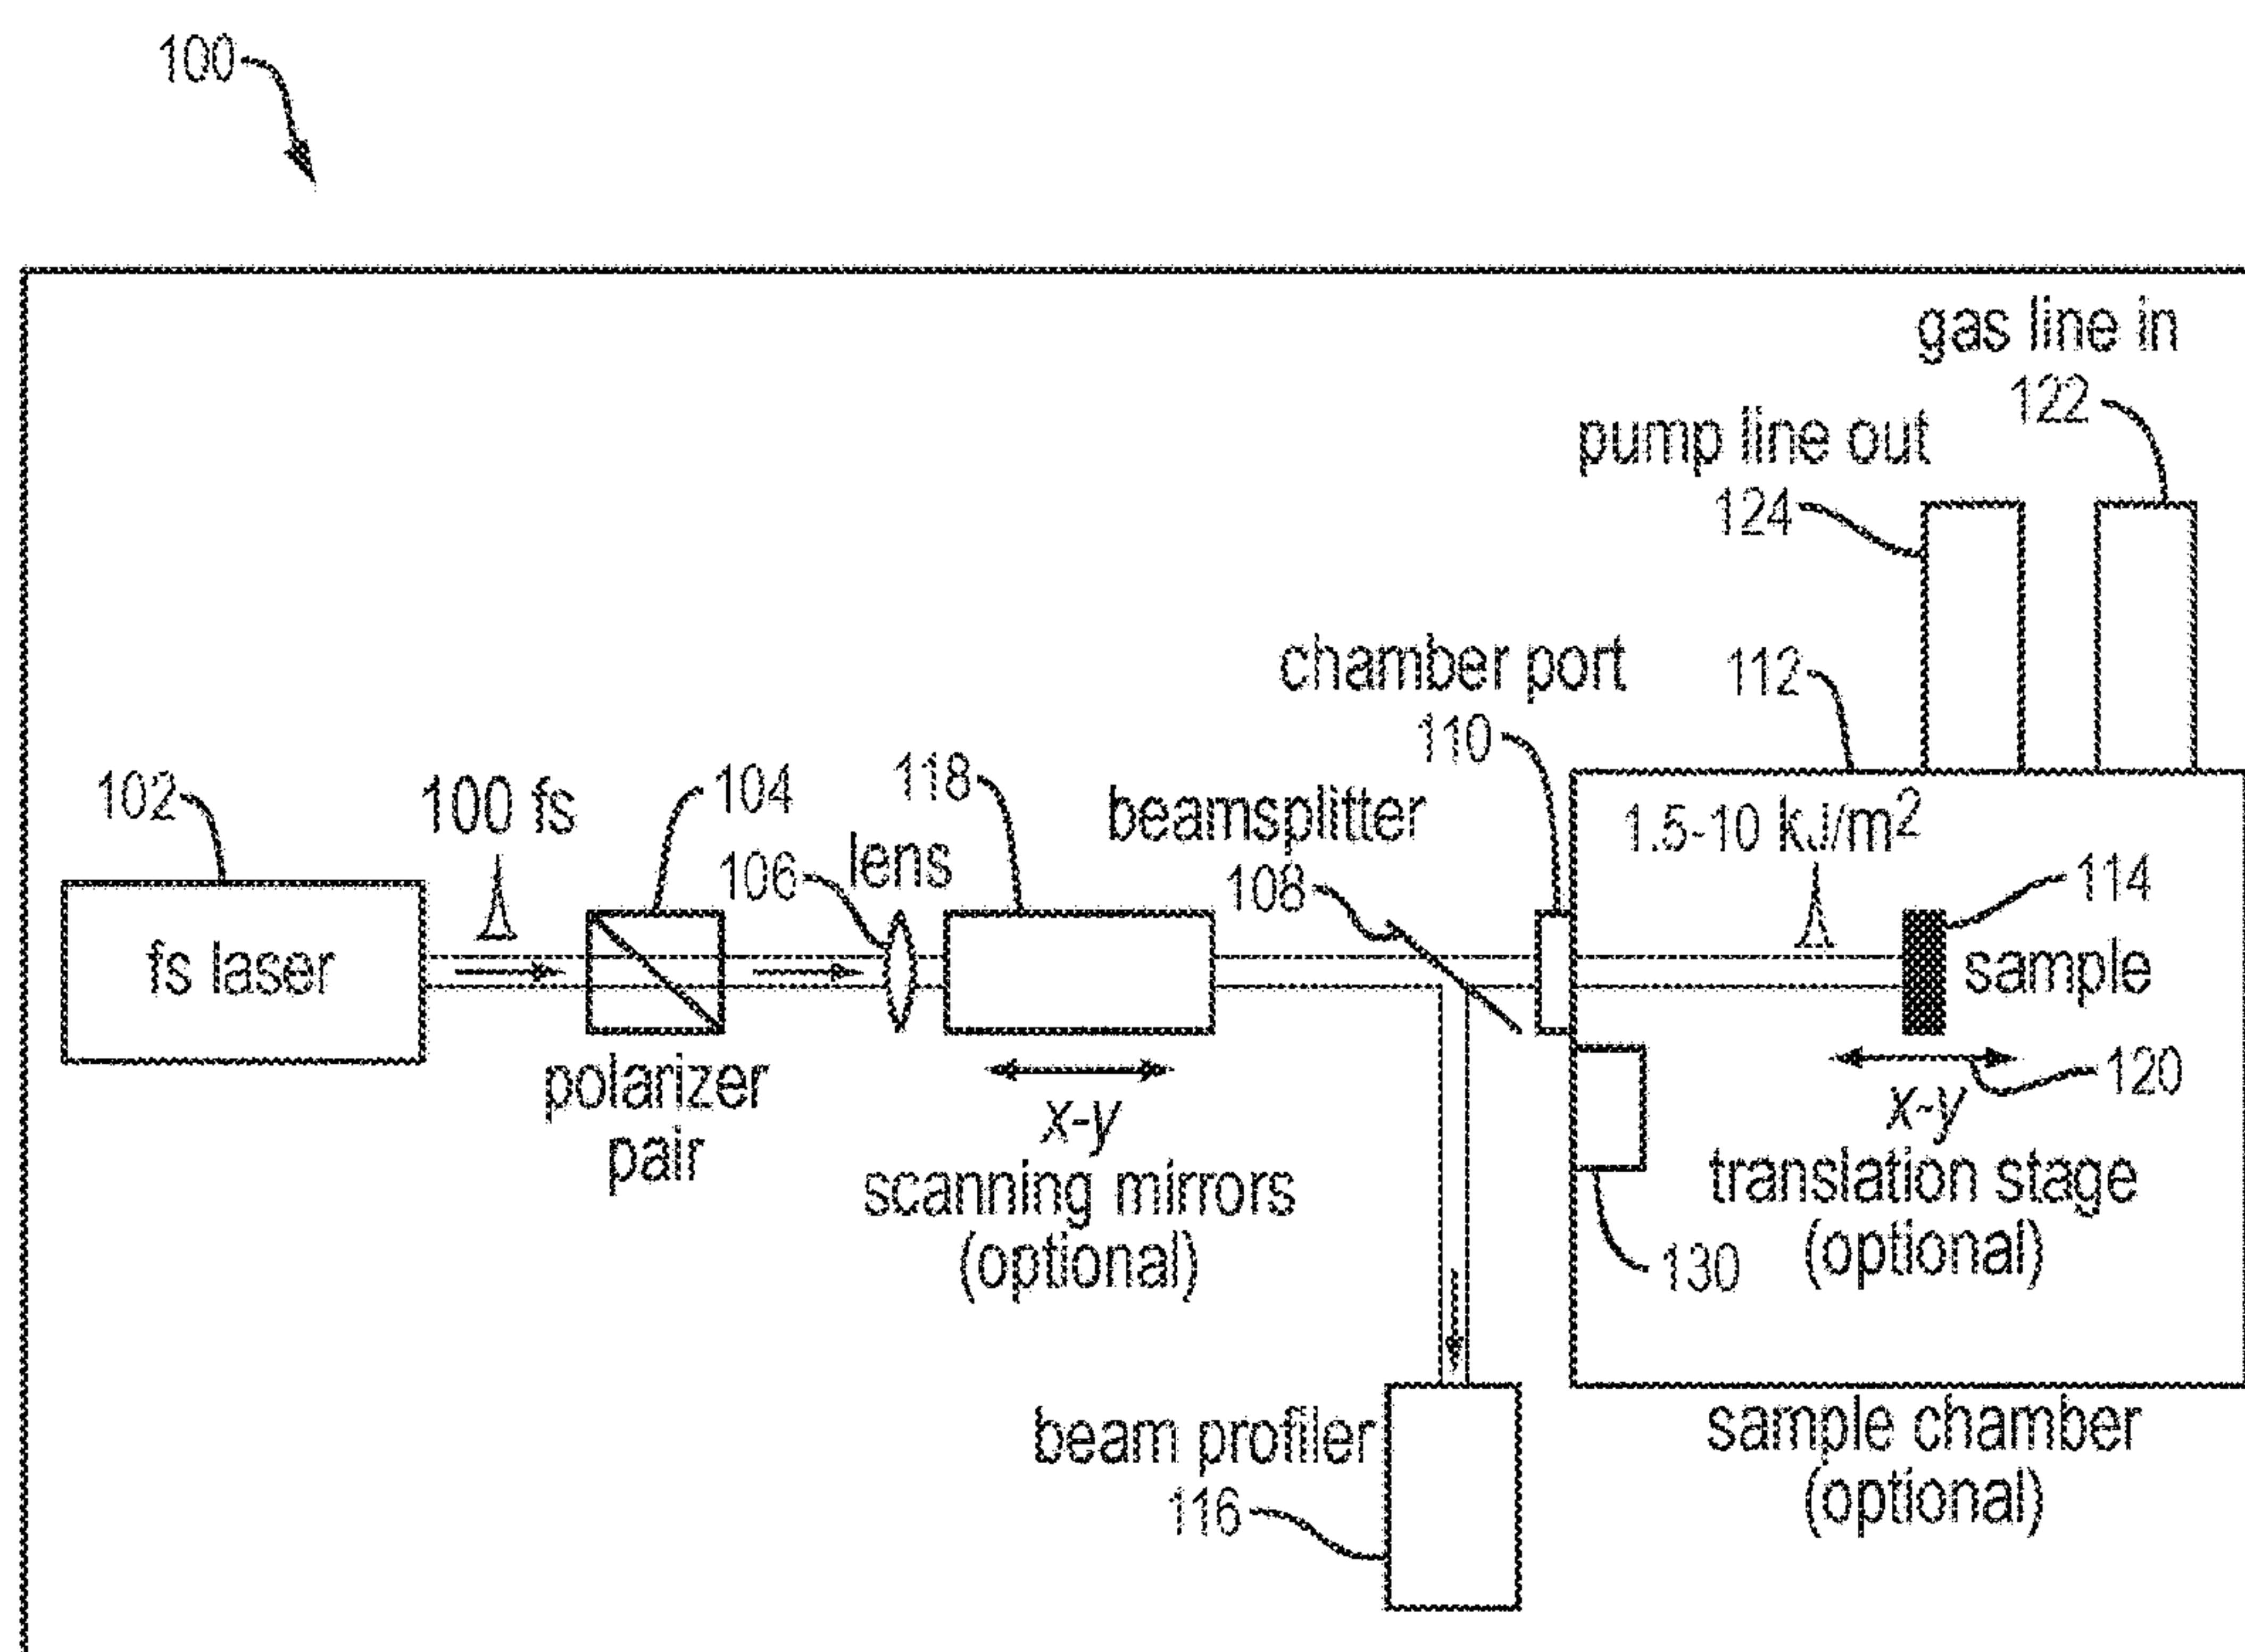 100
gas line in
122
pump line out
124
chamber port
110
112
102
100 fs
104
118
106
lens
beamsplitter
108
1.5-10 kJ/m²
114
fs laser
sample
polarizer
pair
x-y
scanning mirrors
(optional)
120
x-y
translation stage
(optional)
130
beam profiler
116
sample chamber
(optional)